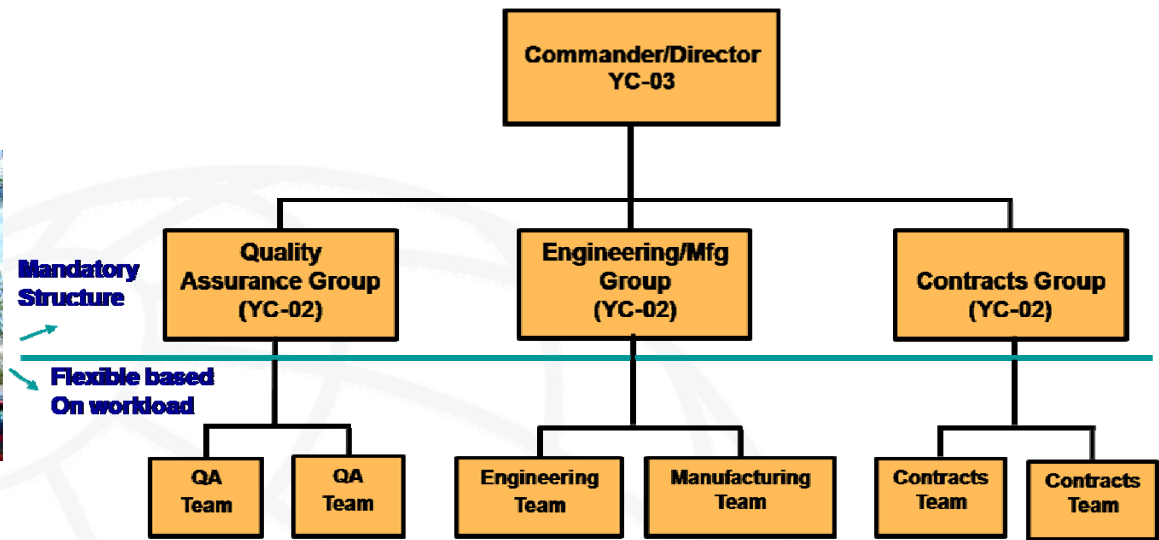 Commander/Director
YC-03
Quality
Assurance Group
(YC-02)
Engineering/Mfg
Group
(YC-02)
Contracts Group
(YC-02)
Mandatory
Structure
Flexible based
On workload
QA
Team
QA
Team
Engineering
Team
Manufacturing
Team
Contracts
Team
Contracts
Team